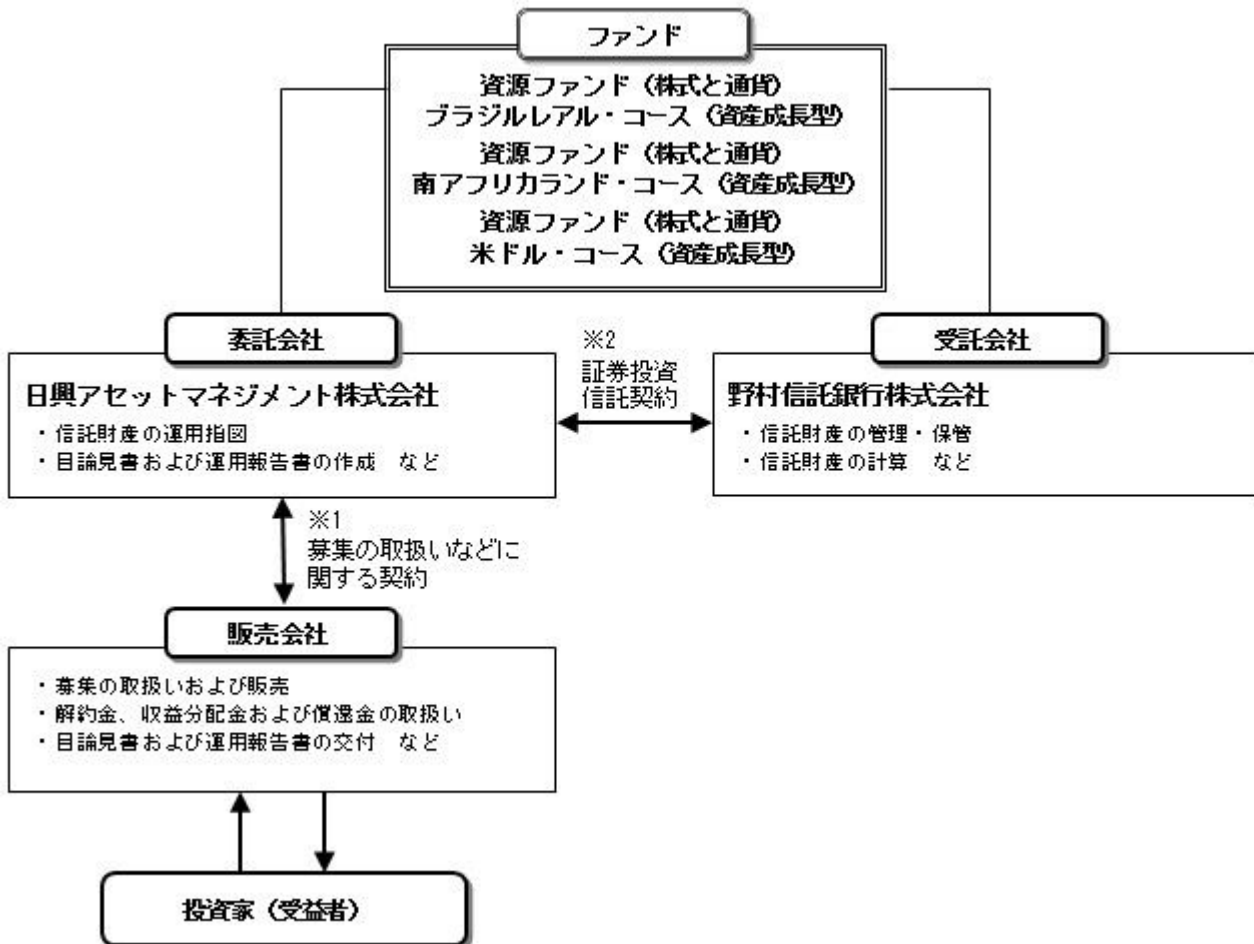 ファンド
資源ファンド（株式と通貨）
ブラジルレアル・コース（資産成長型）
資源ファンド（株式と通貨）
南アフリカランド・コース（資産成長型）
資源ファンド（株式と通貨）
米ドル・コース（資産成長型）
委託会社
日興アセットマネジメント株式会社
・信託財産の運用指図
・目論見書および運用報告書の作成　など
※2
証券投資
信託契約
受託会社
野村信託銀行株式会社
・信託財産の管理・保管
・信託財産の計算　など
※1
募集の取扱いなどに
関する契約
販売会社
・募集の取扱いおよび販売
・解約金、収益分配金および償還金の取扱い
・目論見書および運用報告書の交付　など
投資家（受益者）